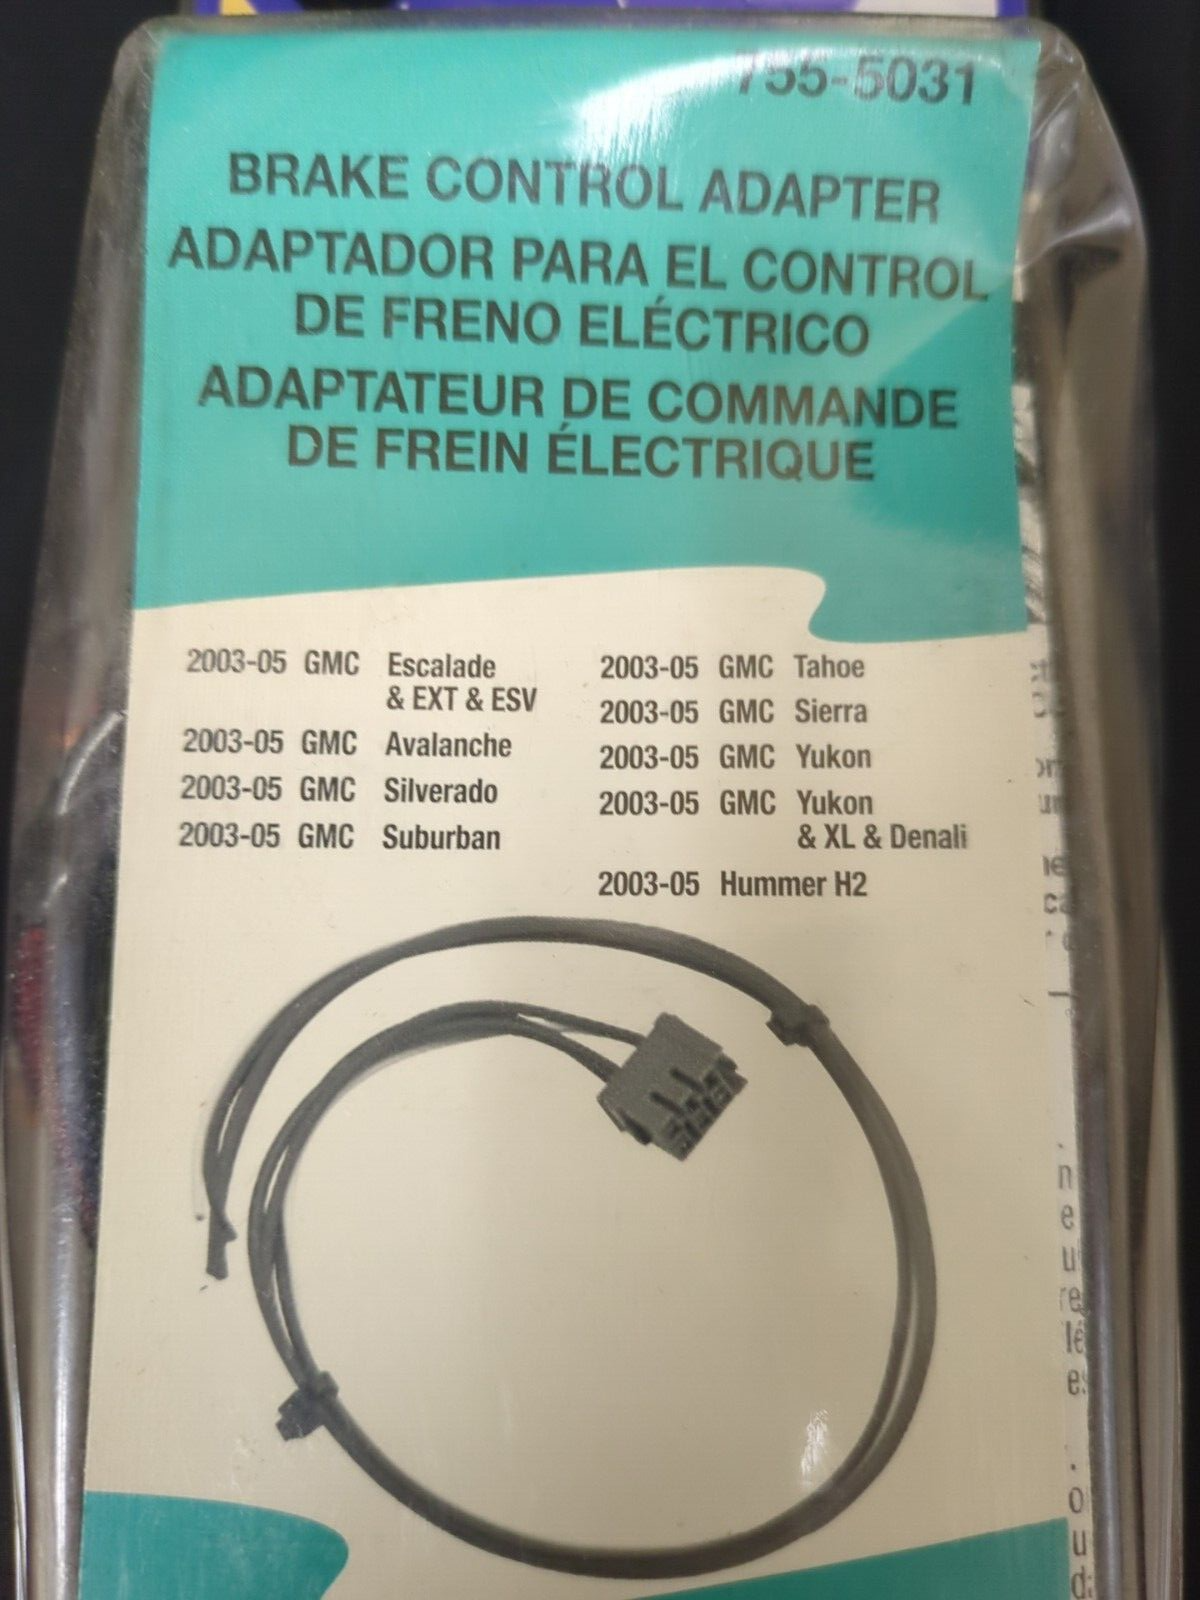 755-5031
BRAKE CONTROL ADAPTER
ADAPTADOR PARA EL CONTROL
DE FRENO ELÉCTRICO
ADAPTATEUR DE COMMANDE
DE FREIN ÉLECTRIQUE
2003-05 GMC Escalade
& EXT & ESV
2003-05 GMC Avalanche
2003-05 GMC Silverado
2003-05 GMC Suburban
2003-05 GMC Tahoe
2003-05 GMC Sierra
2003-05 GMC Yukon
2003-05 GMC Yukon
& XL & Denali
2003-05 Hummer H2